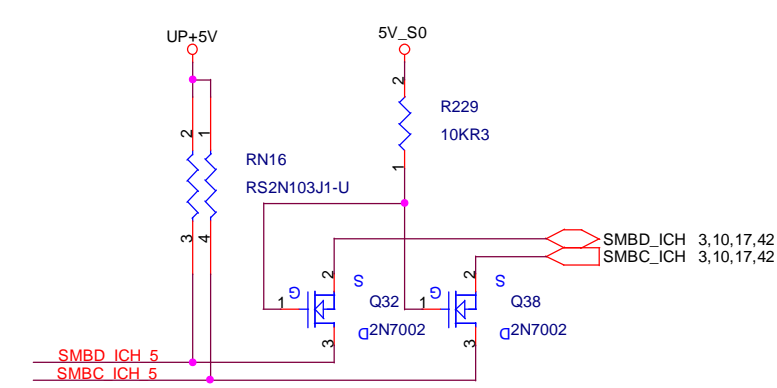 UP+5V
5V_S0
2
R229
10KR3
1
2
1
RN16
RS2N103J1-U
3
4
SMBD_ICH 3,10,17,42
SMBC_ICH 3,10,17,42
2
S
G
1
Q32
D
2N7002
3
2
S
G
1
Q38
D
2N7002
3
SMBD_ICH_5
SMBC_ICH_5